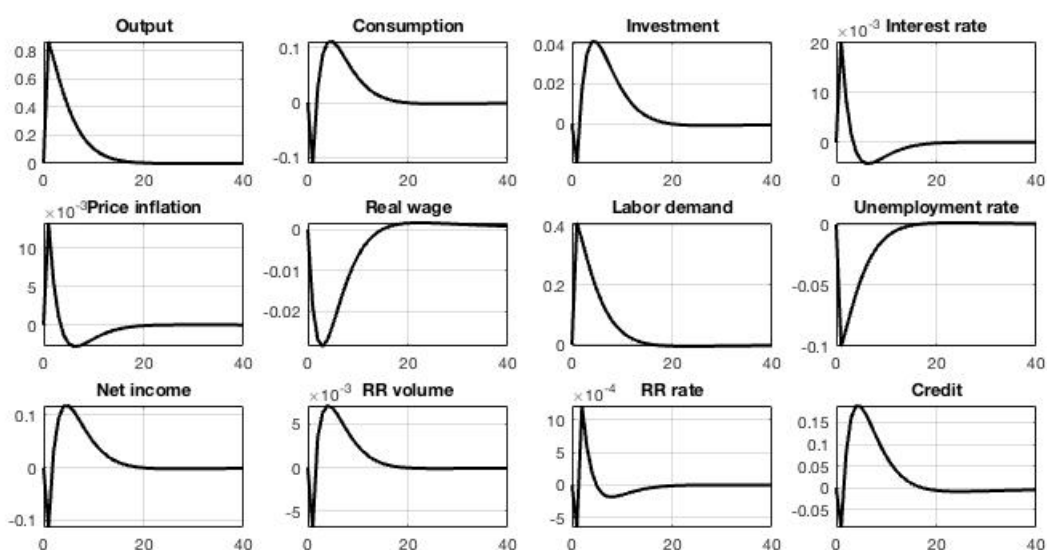 Output
0.8
0.6
0.4
0.2
0
0 20 40
Consumption
0.1
0
-0.1
0 20 40
Investment
0.04
0.02
0
0 20 40
×10⁻³ Interest rate
20
15
10
5
0
0 20 40
×10⁻³ Price inflation
10
5
0
0 20 40
Real wage
0
-0.01
-0.02
0 20 40
Labor demand
0.4
0.2
0
0 20 40
Unemployment rate
0
-0.05
-0.1
0 20 40
Net income
0.1
0
-0.1
0 20 40
×10⁻³ RR volume
5
0
-5
0 20 40
×10⁻⁴ RR rate
10
5
0
-5
0 20 40
Credit
0.15
0.1
0.05
0
-0.05
0 20 40